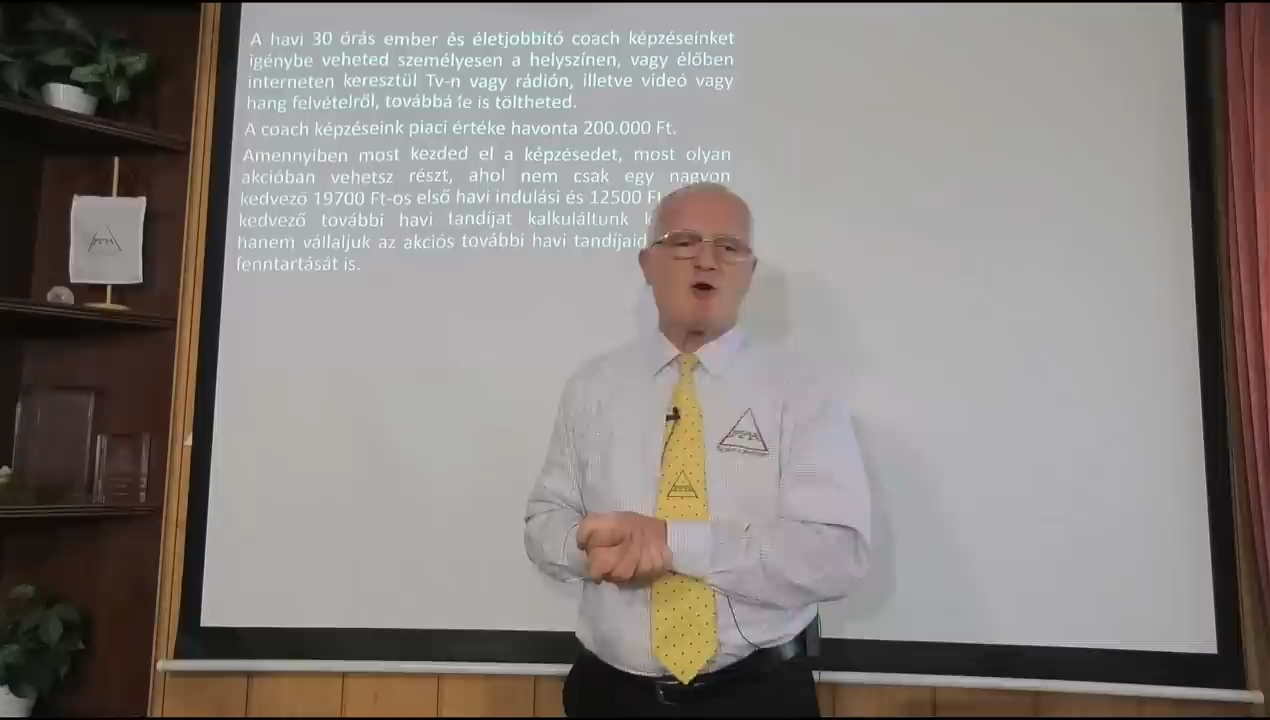 A havi 30 órás ember és életjobbító coach képzéseinket
igénybe veheted személyesen a helyszínen, vagy élőben
interneten keresztül Tv-n vagy rádión, illetve videó vagy
hang felvételről, továbbá le is töltheted.
A coach képzéseink piaci értéke havonta 200.000 Ft.
Amennyiben most kezded el a képzésedet, most olyan
akcióban vehetsz részt, ahol nem csak egy nagyon
kedvező 19700 Ft-os első havi indulási és 12500 Ft
kedvező további havi tandíjat kalkuláltunk
hanem vállaljuk az akciós további havi tandíjaid
fenntartását is.